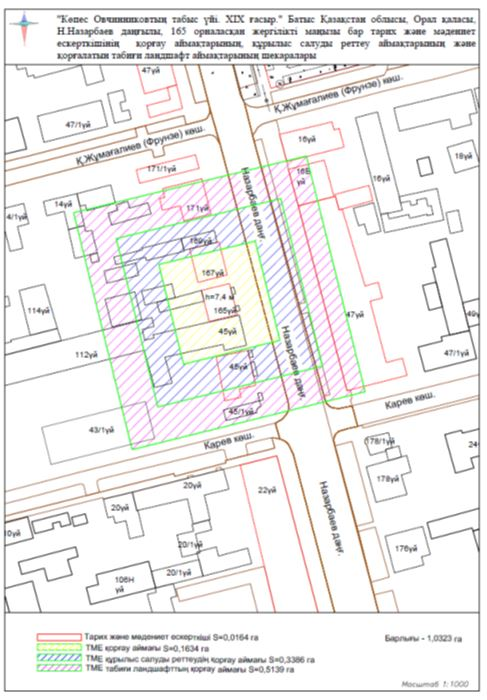 "Көпес Овчинниковтың табыс үйі. XIX ғасыр." Батыс Қазақстан облысы, Орал қаласы,
Н.Назарбаев даңғылы, 165 орналасқан жергілікті маңызы бар тарих және мәдениет
ескерткішінің қорғау аймақтарының, құрылыс салуды реттеу аймақтарының және
қорғалатын табиғи ландшафт аймақтарының шекаралары
47үй
Қ.Жұмағалиев (Фрунзе) көш.
47/1үй
Қ.Жұмағалиев (Фрунзе) көш.
16үй
171/1үй
Назарбаев даңғ.
16Б
үй
16үй
18үй
14үй
171үй
4/1үй
169үй
167үй
h=7,4 м
165үй
114үй
47үй
45үй
Назарбаев даңғ.
112үй
47/1үй
45/1үй
Карев көш.
43/1үй
Карев көш.
178/1үй
20үй
22үй
178үй
20үй
Назарбаев даңғ.
20/1үй
176үй
106Н
үй
20/1үй
Тарих және мәдениет ескерткіші S=0,0164 га
Барлығы - 1,0323 га
ТМЕ қорғау аймағы S=0,1634 га
ТМЕ құрылыс салуды реттеудің қорғау аймағы S=0,3386 га
ТМЕ табиғи ландшафттың қорғау аймағы S=0,5139 га
Масштаб 1:1000